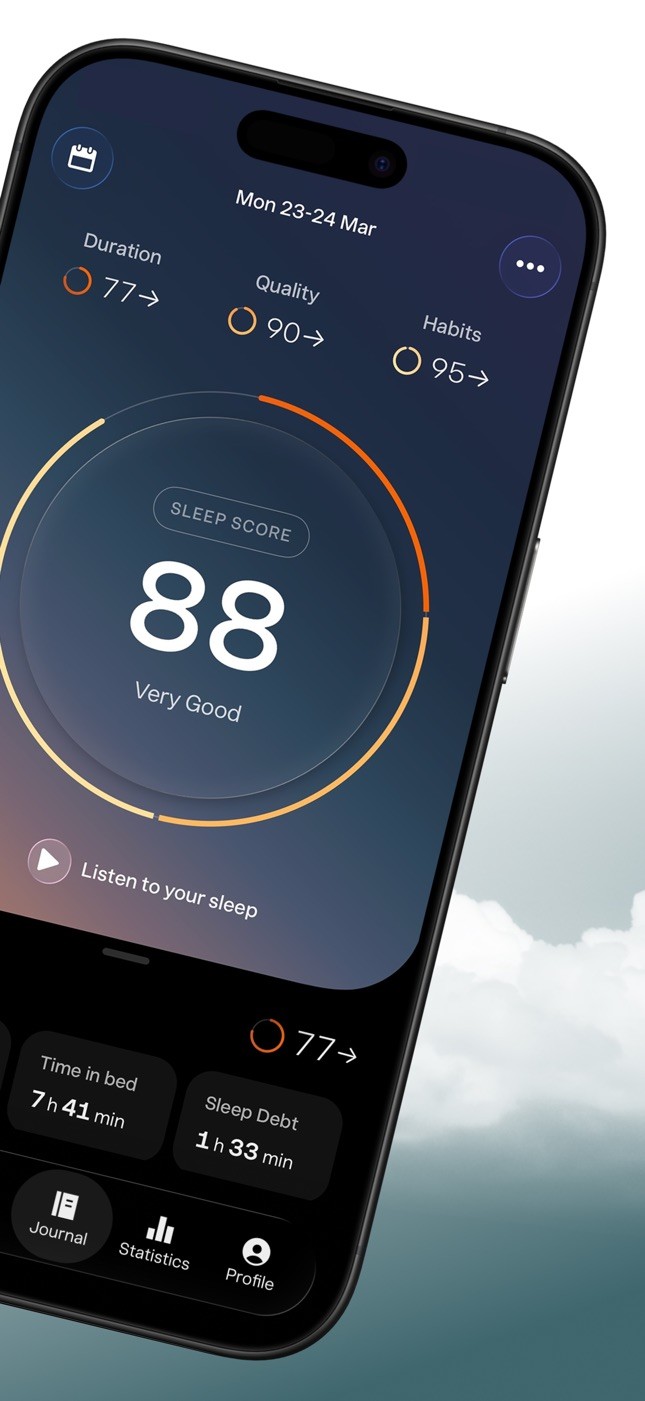 Mon 23-24 Mar
Duration
77→
Quality
90→
Habits
95→
SLEEP SCORE
88
Very Good
Listen to your sleep
77→
Time in bed
7 h 41 min
Sleep Debt
1 h 33 min
Journal
Statistics
Profile